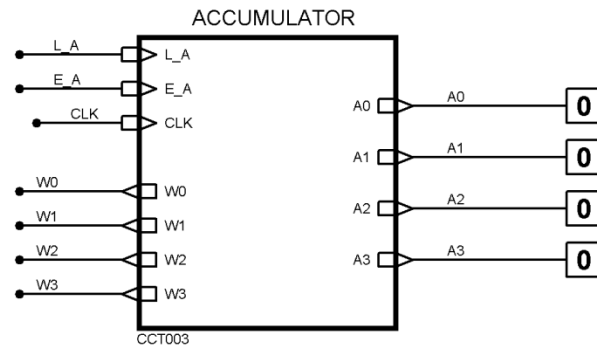 ACCUMULATOR
L_A
L_A
E_A
E_A
CLK
CLK
A0
A0
0
A1
A1
0
W0
W0
A2
A2
0
W1
W1
W2
W2
A3
A3
0
W3
W3
CCT003